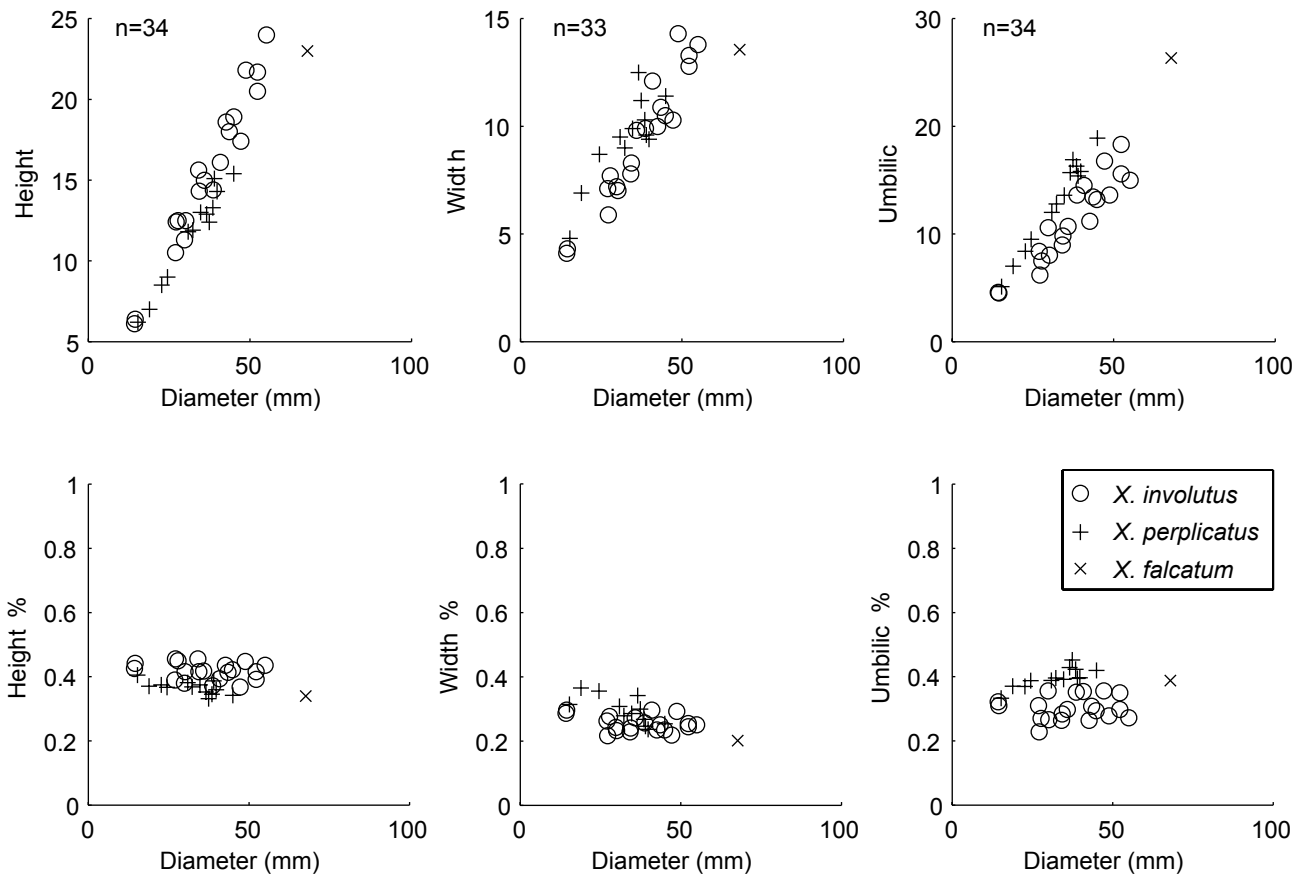 n=34
25
20
15
10
5
0
50
100
Height
Diameter (mm)
n=33
15
10
5
0
0
50
100
Width
Diameter (mm)
n=34
30
20
10
0
0
50
100
Umbilic
Diameter (mm)
1
0.8
0.6
0.4
0.2
0
0
50
100
Height %
Diameter (mm)
1
0.8
0.6
0.4
0.2
0
0
50
100
Width %
Diameter (mm)
1
0.8
0.6
0.4
0.2
0
0
50
100
Umbilic %
Diameter (mm)
X. involutus
X. perplicatus
X. falcatum